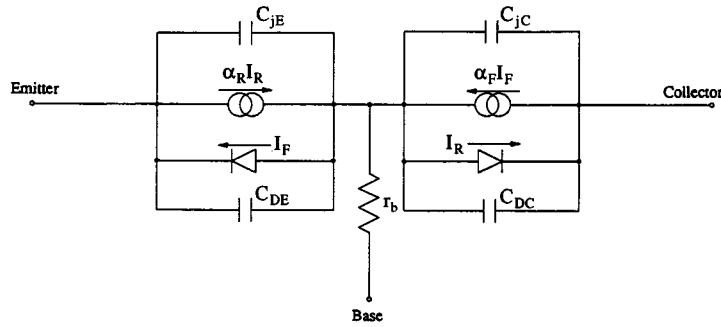 C_jE
C_jC
α_R I_R
α_F I_F
Emitter
Collector
I_F
I_R
C_DE
r_b
C_DC
Base